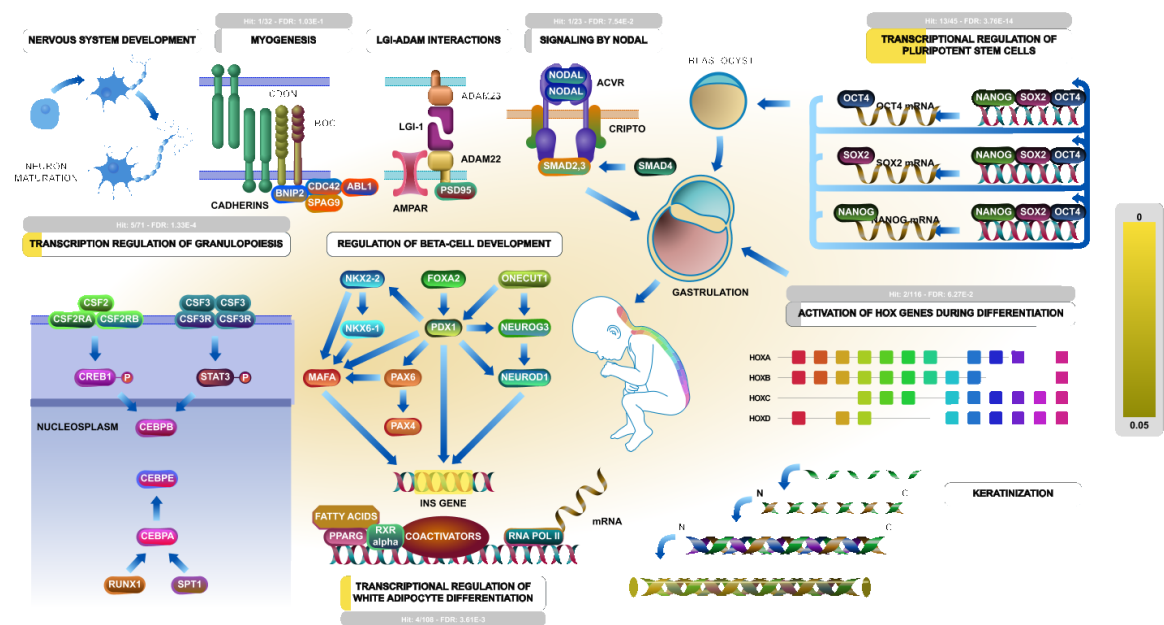 Hit: 1/32 - FDR: 1.03E-1
Hit: 1/23 - FDR: 7.54E-2
Hit: 13/45 - FDR: 3.76E-14
NERVOUS SYSTEM DEVELOPMENT
MYOGENESIS
LGI-ADAM INTERACTIONS
SIGNALING BY NODAL
TRANSCRIPTIONAL REGULATION OF
PLURIPOTENT STEM CELLS
NEURON
MATURATION
CDON
BOC
CADHERINS
BNIP2
CDC42
ABL1
SPAG9
ADAM23
LGI-1
ADAM22
AMPAR
PSD95
NODAL
NODAL
ACVR
CRIPTO
SMAD2,3
SMAD4
BLASTOCYST
GASTRULATION
OCT4
OCT4 mRNA
NANOG
SOX2
OCT4
SOX2
SOX2 mRNA
NANOG
SOX2
OCT4
NANOG
NANOG mRNA
NANOG
SOX2
OCT4
Hit: 5/71 - FDR: 1.33E-4
TRANSCRIPTION REGULATION OF GRANULOPOIESIS
CSF2
CSF2RA
CSF2RB
CSF3
CSF3
CSF3R
CSF3R
CREB1
P
STAT3
P
NUCLEOSPLASM
CEBPB
CEBPE
CEBPA
RUNX1
SPT1
REGULATION OF BETA-CELL DEVELOPMENT
NKX2-2
FOXA2
ONECUT1
NKX6-1
PDX1
NEUROG3
MAFA
PAX6
NEUROD1
PAX4
INS GENE
FATTY ACIDS
PPARG
RXR
alpha
COACTIVATORS
RNA POL II
mRNA
TRANSCRIPTIONAL REGULATION OF
WHITE ADIPOCYTE DIFFERENTIATION
Hit: 4/106 - FDR: 3.61E-3
Hit: 2/116 - FDR: 6.27E-2
ACTIVATION OF HOX GENES DURING DIFFERENTIATION
HOXA
HOXB
HOXC
HOXD
N
C
N
C
KERATINIZATION
0
0.05